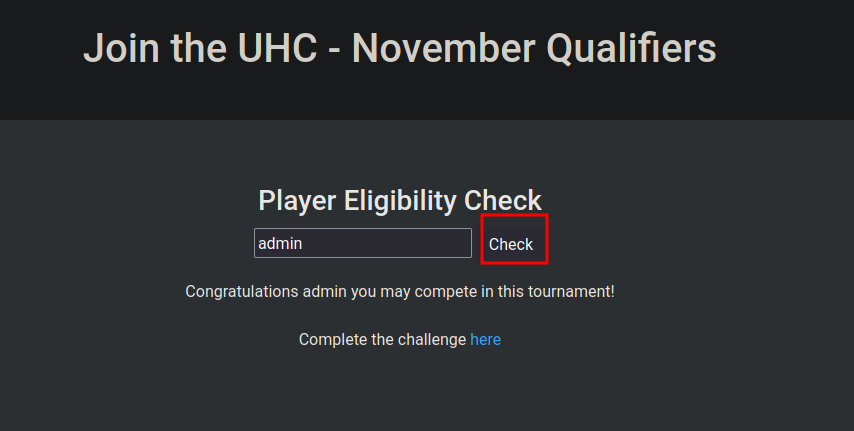 Join the UHC - November Qualifiers
Player Eligibility Check
admin
Check
Congratulations admin you may compete in this tournament!
Complete the challenge here